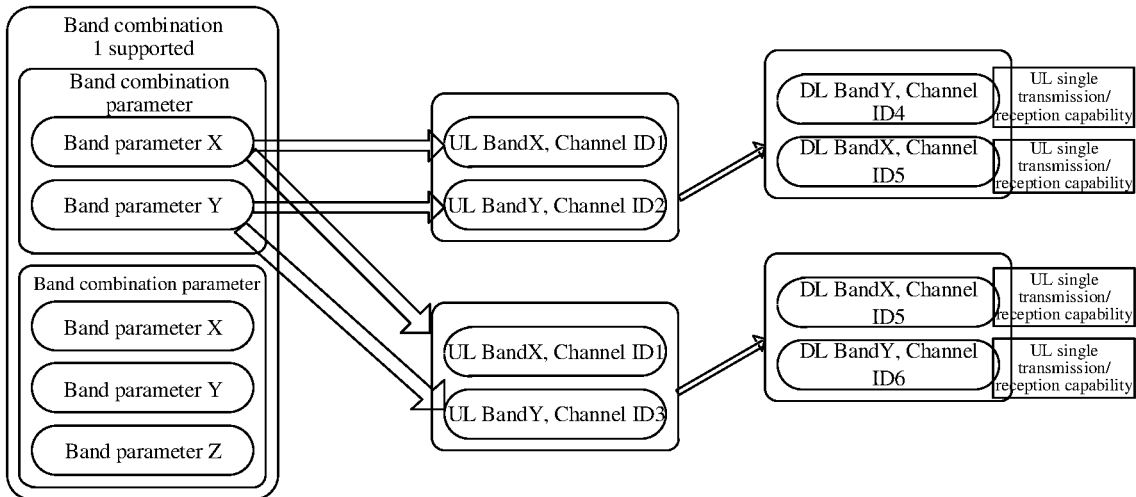 Band combination
1 supported
Band combination
parameter
Band parameter X
Band parameter Y
Band combination parameter
Band parameter X
Band parameter Y
Band parameter Z
UL BandX, Channel ID1
UL BandY, Channel ID2
UL BandX, Channel ID1
UL BandY, Channel ID3
DL BandY, Channel
ID4
UL single
transmission/
reception capability
DL BandX, Channel
ID5
UL single
transmission/
reception capability
DL BandX, Channel
ID5
UL single
transmission/
reception capability
DL BandY, Channel
ID6
UL single
transmission/
reception capability